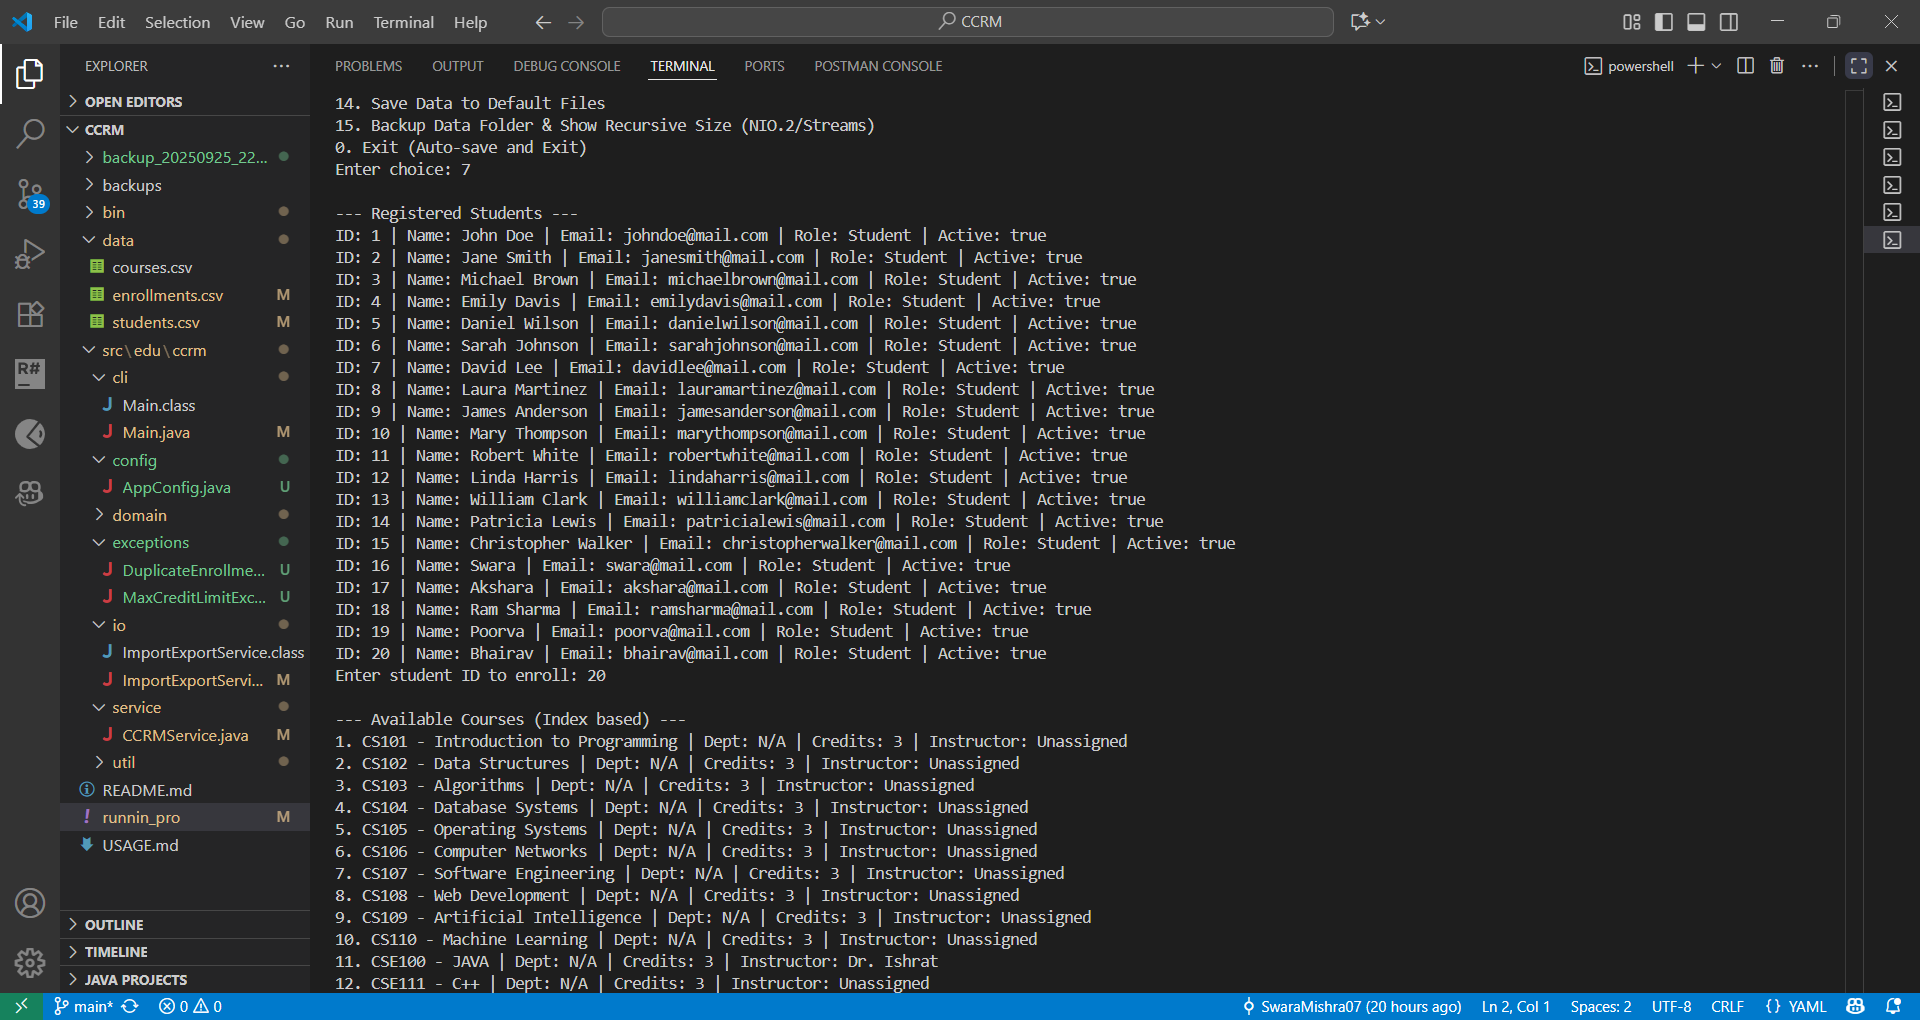 File Edit Selection View Go Run Terminal Help
CCRM
EXPLORER
OPEN EDITORS
CCRM
backup_20250925_22...
backups
bin
data
courses.csv
enrollments.csv M
students.csv M
src\edu\ccrm
cli
J Main.class
J Main.java M
config
J AppConfig.java U
domain
exceptions
J DuplicateEnrollme... U
J MaxCreditLimitExc... U
io
J ImportExportService.class
J ImportExportServi... M
service
J CCRMService.java M
util
README.md
! runnin_pro M
USAGE.md
OUTLINE
TIMELINE
JAVA PROJECTS
39
R#
PROBLEMS OUTPUT DEBUG CONSOLE TERMINAL PORTS POSTMAN CONSOLE
powershell
14. Save Data to Default Files
15. Backup Data Folder & Show Recursive Size (NIO.2/Streams)
0. Exit (Auto-save and Exit)
Enter choice: 7
--- Registered Students ---
ID: 1 | Name: John Doe | Email: johndoe@mail.com | Role: Student | Active: true
ID: 2 | Name: Jane Smith | Email: janesmith@mail.com | Role: Student | Active: true
ID: 3 | Name: Michael Brown | Email: michaelbrown@mail.com | Role: Student | Active: true
ID: 4 | Name: Emily Davis | Email: emilydavis@mail.com | Role: Student | Active: true
ID: 5 | Name: Daniel Wilson | Email: danielwilson@mail.com | Role: Student | Active: true
ID: 6 | Name: Sarah Johnson | Email: sarahjohnson@mail.com | Role: Student | Active: true
ID: 7 | Name: David Lee | Email: davidlee@mail.com | Role: Student | Active: true
ID: 8 | Name: Laura Martinez | Email: lauramartinez@mail.com | Role: Student | Active: true
ID: 9 | Name: James Anderson | Email: jamesanderson@mail.com | Role: Student | Active: true
ID: 10 | Name: Mary Thompson | Email: marythompson@mail.com | Role: Student | Active: true
ID: 11 | Name: Robert White | Email: robertwhite@mail.com | Role: Student | Active: true
ID: 12 | Name: Linda Harris | Email: lindaharris@mail.com | Role: Student | Active: true
ID: 13 | Name: William Clark | Email: williamclark@mail.com | Role: Student | Active: true
ID: 14 | Name: Patricia Lewis | Email: patricialewis@mail.com | Role: Student | Active: true
ID: 15 | Name: Christopher Walker | Email: christopherwalker@mail.com | Role: Student | Active: true
ID: 16 | Name: Swara | Email: swara@mail.com | Role: Student | Active: true
ID: 17 | Name: Akshara | Email: akshara@mail.com | Role: Student | Active: true
ID: 18 | Name: Ram Sharma | Email: ramsharma@mail.com | Role: Student | Active: true
ID: 19 | Name: Poorva | Email: poorva@mail.com | Role: Student | Active: true
ID: 20 | Name: Bhairav | Email: bhairav@mail.com | Role: Student | Active: true
Enter student ID to enroll: 20
--- Available Courses (Index based) ---
1. CS101 - Introduction to Programming | Dept: N/A | Credits: 3 | Instructor: Unassigned
2. CS102 - Data Structures | Dept: N/A | Credits: 3 | Instructor: Unassigned
3. CS103 - Algorithms | Dept: N/A | Credits: 3 | Instructor: Unassigned
4. CS104 - Database Systems | Dept: N/A | Credits: 3 | Instructor: Unassigned
5. CS105 - Operating Systems | Dept: N/A | Credits: 3 | Instructor: Unassigned
6. CS106 - Computer Networks | Dept: N/A | Credits: 3 | Instructor: Unassigned
7. CS107 - Software Engineering | Dept: N/A | Credits: 3 | Instructor: Unassigned
8. CS108 - Web Development | Dept: N/A | Credits: 3 | Instructor: Unassigned
9. CS109 - Artificial Intelligence | Dept: N/A | Credits: 3 | Instructor: Unassigned
10. CS110 - Machine Learning | Dept: N/A | Credits: 3 | Instructor: Unassigned
11. CSE100 - JAVA | Dept: N/A | Credits: 3 | Instructor: Dr. Ishrat
12. CSE111 - C++ | Dept: N/A | Credits: 3 | Instructor: Unassigned
main* 0 0 SwaraMishra07 (20 hours ago) Ln 2, Col 1 Spaces: 2 UTF-8 CRLF {} YAML